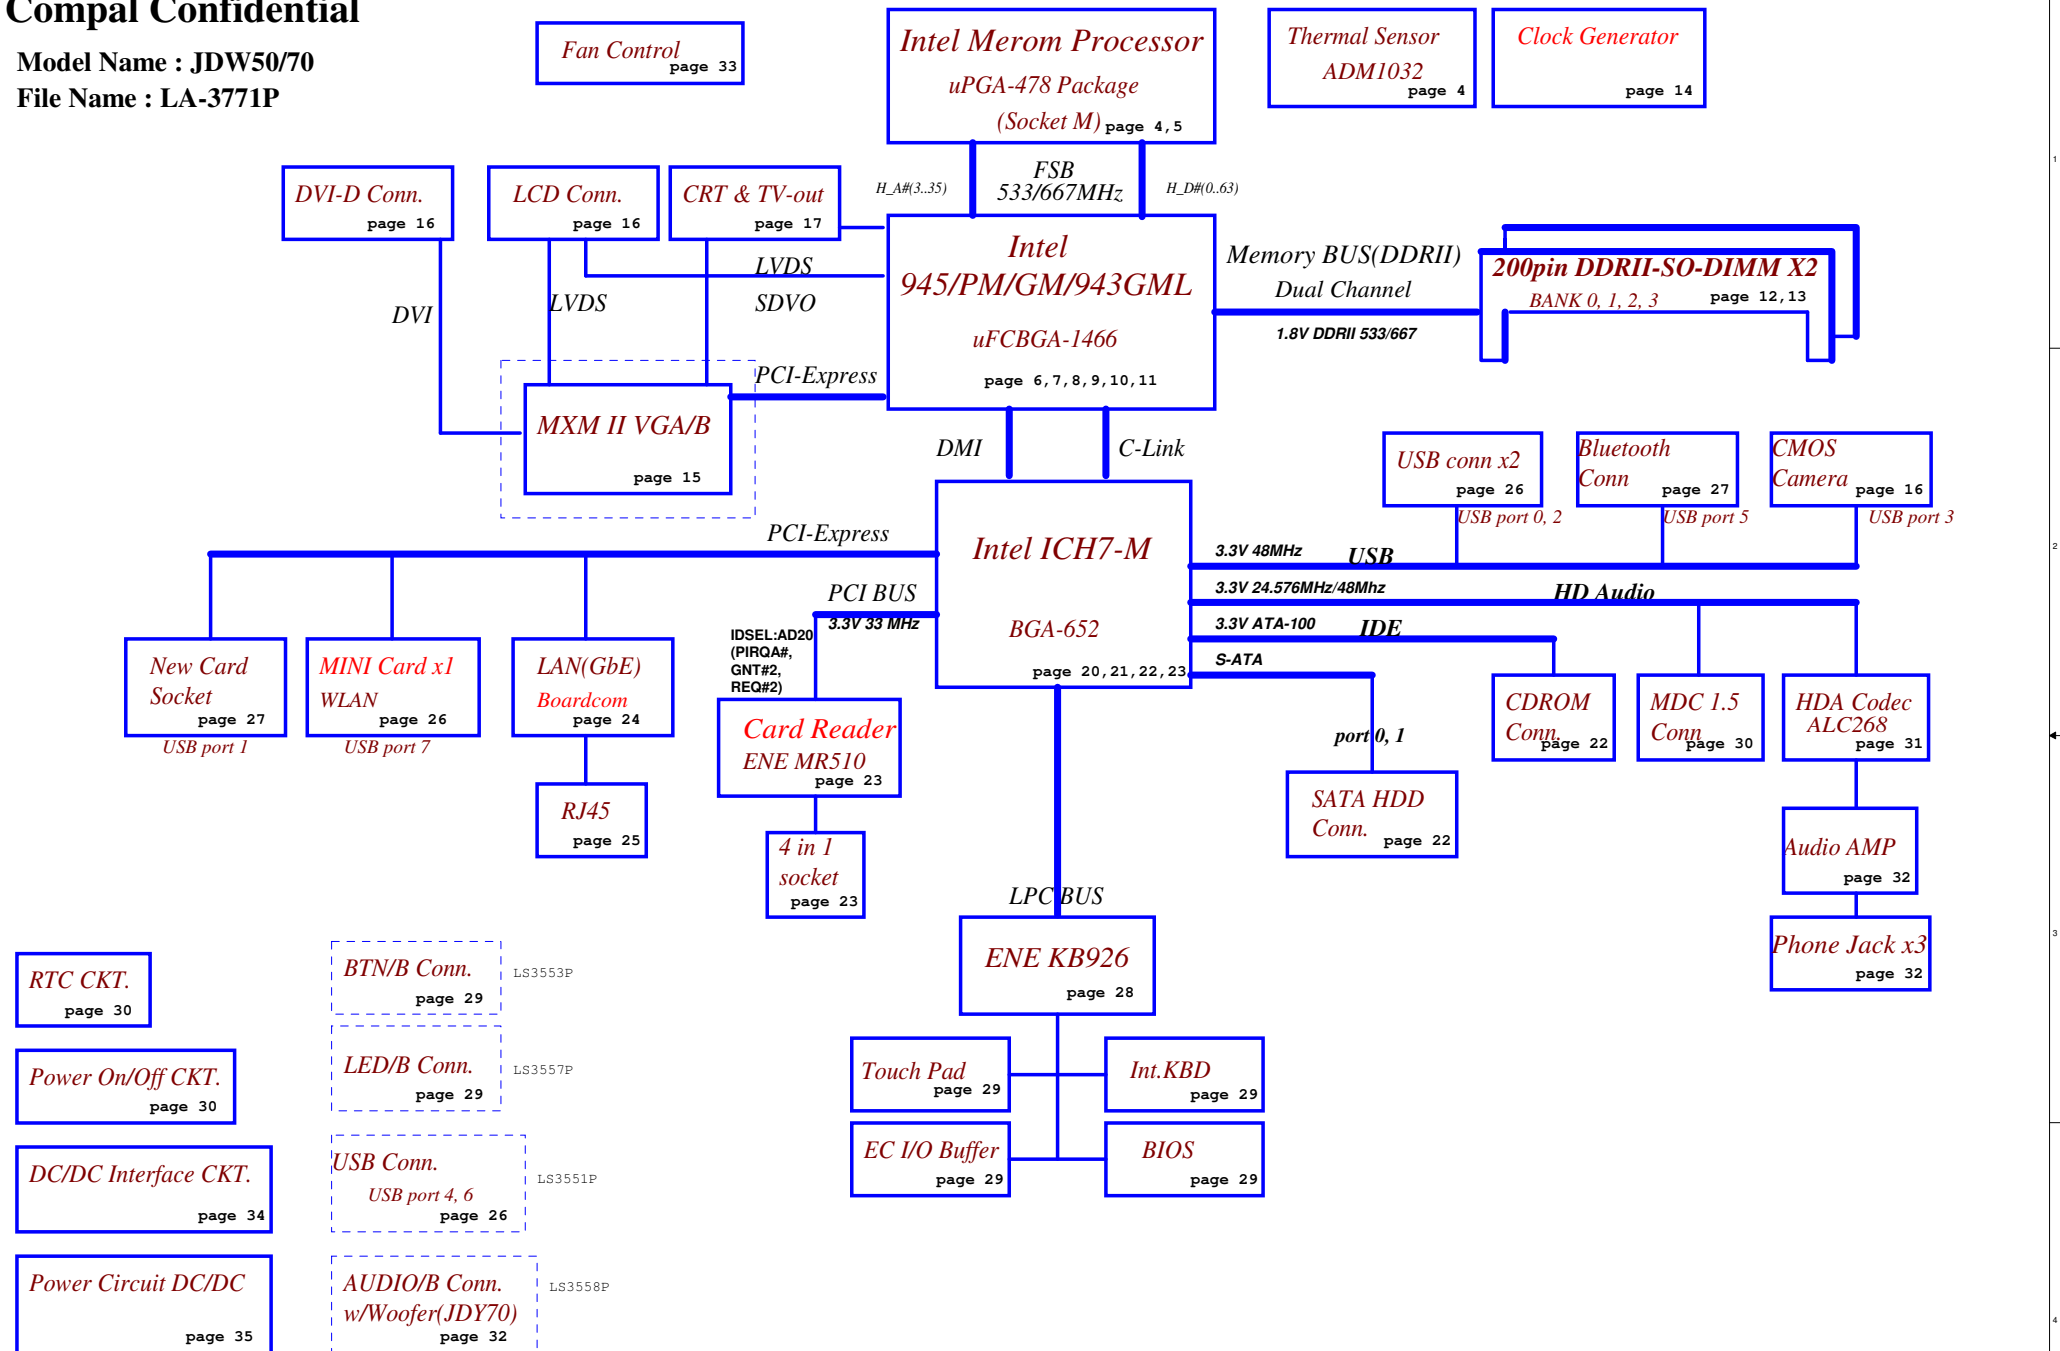 Compal Confidential
Model Name : JDW50/70
File Name : LA-3771P
Fan Control
page 33
Intel Merom Processor
uPGA-478 Package
(Socket M)
page 4,5
Thermal Sensor
ADM1032
page 4
Clock Generator
page 14
H_A#(3..35)
FSB
533/667MHz
H_D#(0..63)
DVI-D Conn.
page 16
LCD Conn.
page 16
CRT & TV-out
page 17
LVDS
SDVO
DVI
LVDS
Intel
945/PM/GM/943GML
uFCBGA-1466
page 6,7,8,9,10,11
Memory BUS(DDRII)
Dual Channel
1.8V DDRII 533/667
200pin DDRII-SO-DIMM X2
BANK 0, 1, 2, 3
page 12,13
PCI-Express
MXM II VGA/B
page 15
DMI
C-Link
USB conn x2
page 26
USB port 0, 2
Bluetooth
Conn
page 27
USB port 5
CMOS
Camera
page 16
USB port 3
PCI-Express
Intel ICH7-M
BGA-652
page 20,21,22,23
3.3V 48MHz
USB
3.3V 24.576MHz/48Mhz
HD Audio
3.3V ATA-100
IDE
S-ATA
PCI BUS
3.3V 33 MHz
IDSEL:AD20
(PIRQA#,
GNT#2,
REQ#2)
New Card
Socket
page 27
USB port 1
MINI Card x1
WLAN
page 26
USB port 7
LAN(GbE)
Boardcom
page 24
RJ45
page 25
Card Reader
ENE MR510
page 23
4 in 1
socket
page 23
port 0, 1
SATA HDD
Conn.
page 22
CDROM
Conn.
page 22
MDC 1.5
Conn
page 30
HDA Codec
ALC268
page 31
Audio AMP
page 32
Phone Jack x3
page 32
LPC BUS
ENE KB926
page 28
Touch Pad
page 29
Int.KBD
page 29
EC I/O Buffer
page 29
BIOS
page 29
RTC CKT.
page 30
Power On/Off CKT.
page 30
DC/DC Interface CKT.
page 34
Power Circuit DC/DC
page 35
BTN/B Conn.
page 29
LS3553P
LED/B Conn.
page 29
LS3557P
USB Conn.
USB port 4, 6
page 26
LS3551P
AUDIO/B Conn.
w/Woofer(JDY70)
page 32
LS3558P
1
2
3
4